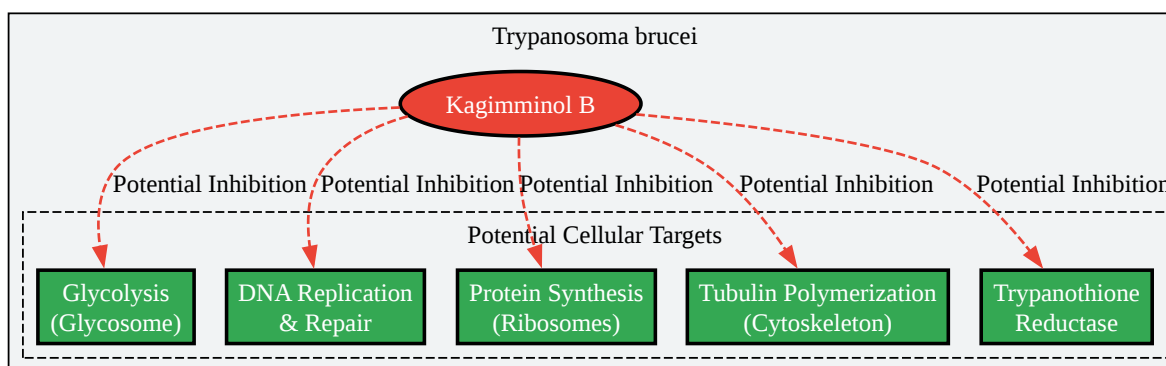 Trypanosoma brucei
Kagimminol B
Potential Inhibition
Potential Inhibition
Potential Inhibition
Potential Inhibition
Potential Inhibition
Potential Cellular Targets
Glycolysis
(Glycosome)
DNA Replication
& Repair
Protein Synthesis
(Ribosomes)
Tubulin Polymerization
(Cytoskeleton)
Trypanothione
Reductase